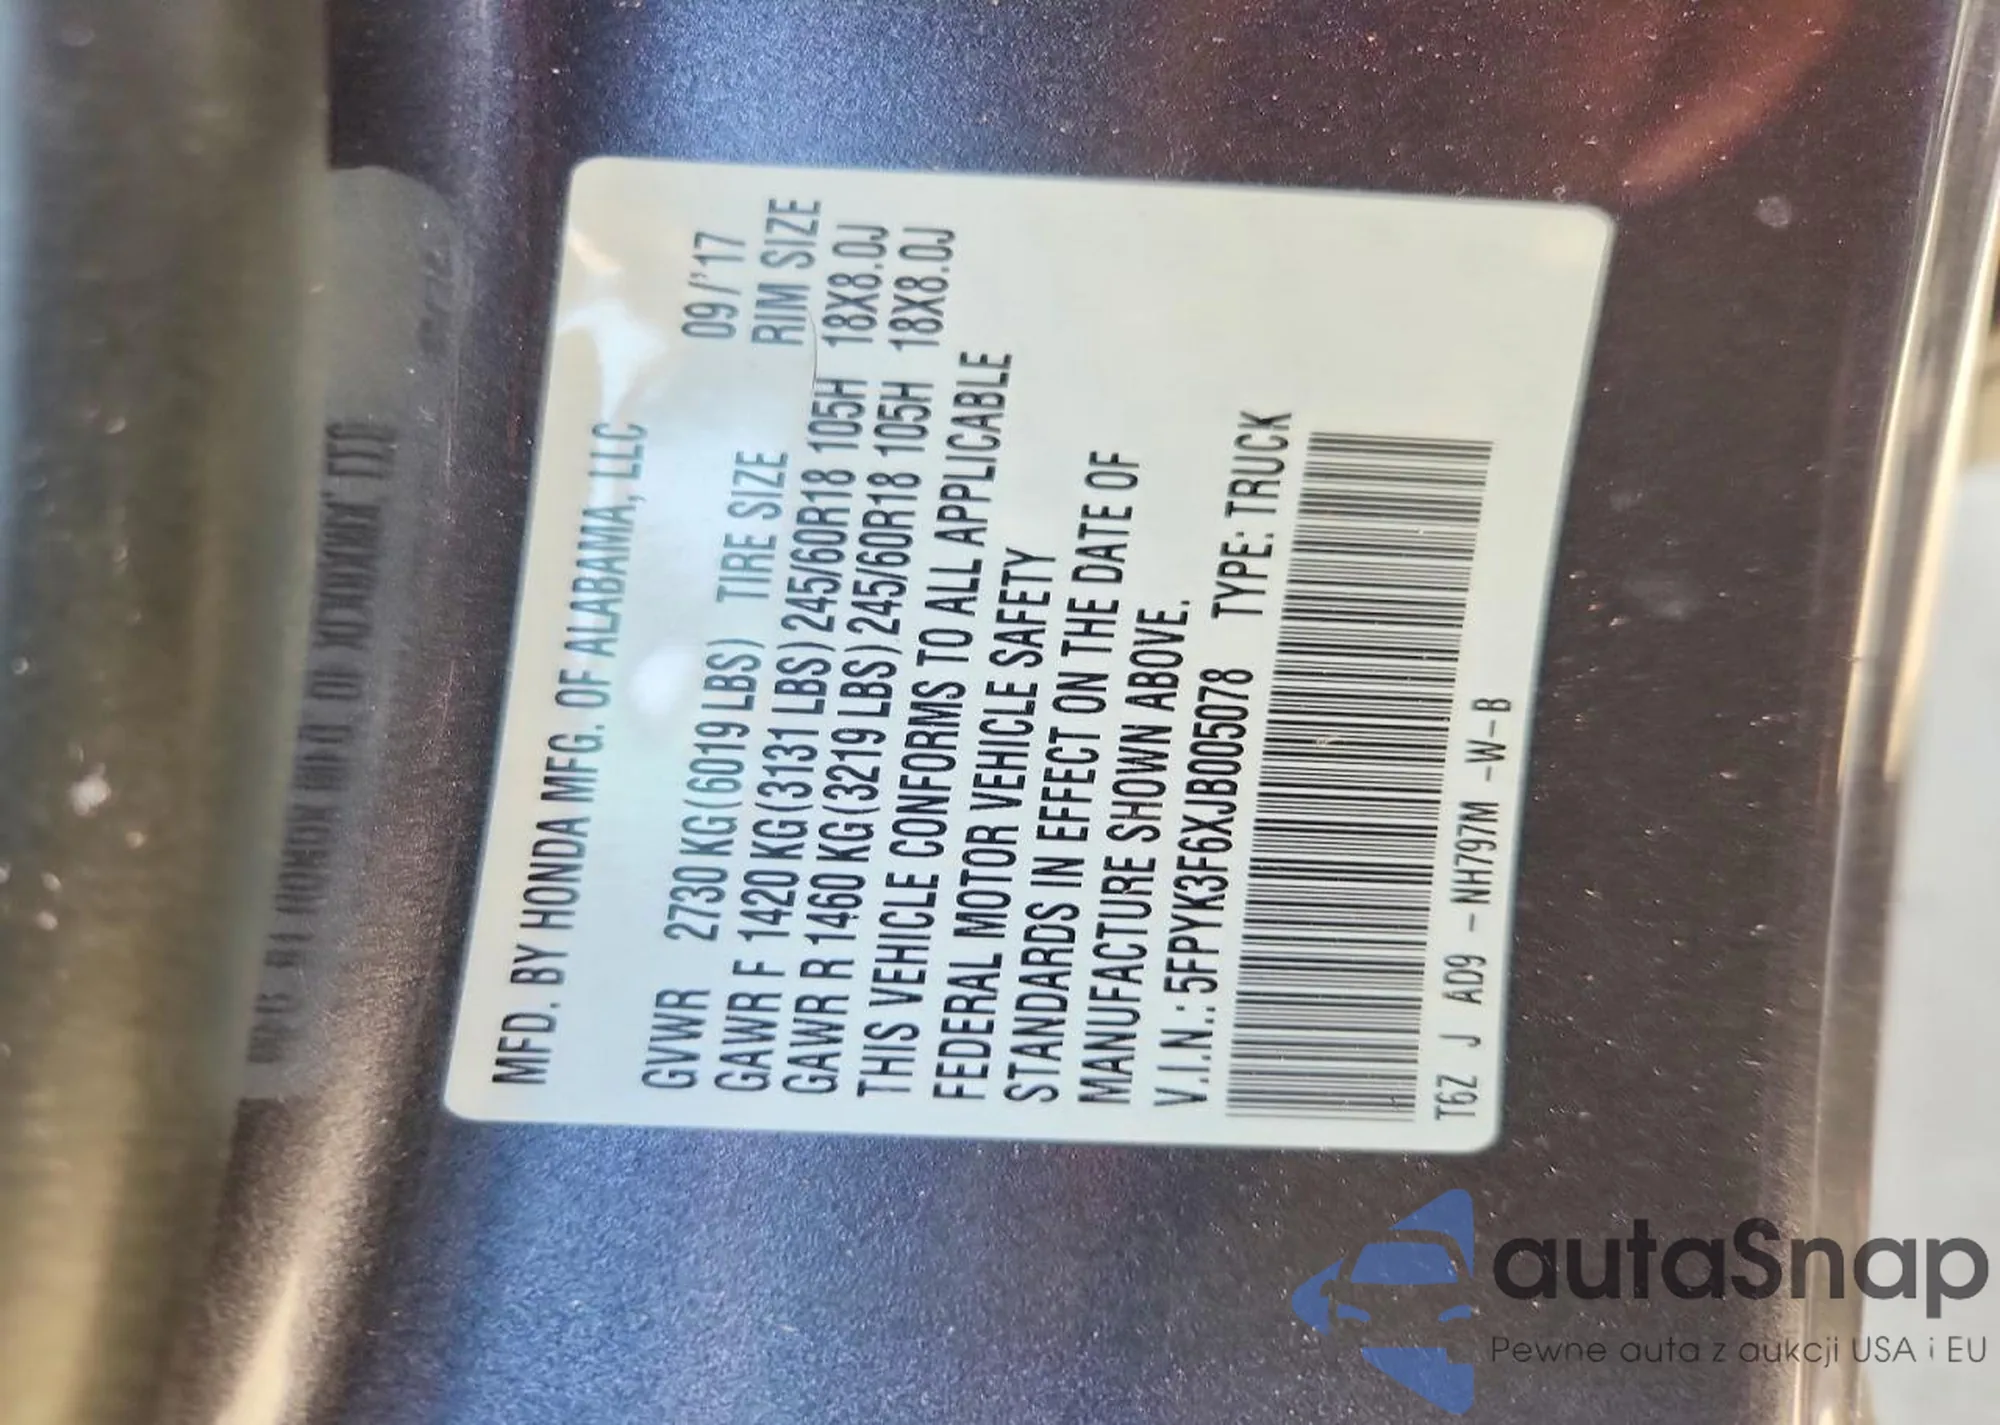 MFD. BY HONDA MFG. OF ALABAMA, LLC
09/'17
GVWR 2730 KG(6019 LBS) TIRE SIZE RIM SIZE
GAWR F 1420 KG(3131 LBS) 245/60R18 105H 18X8.0J
GAWR R 1460 KG(3219 LBS) 245/60R18 105H 18X8.0J
THIS VEHICLE CONFORMS TO ALL APPLICABLE
FEDERAL MOTOR VEHICLE SAFETY
STANDARDS IN EFFECT ON THE DATE OF
MANUFACTURE SHOWN ABOVE.
V.I.N.: 5FPYK3F6XJB005078 TYPE: TRUCK
T6Z J AD9 -NH797M -W-B
autaSnap
Pewne auta z aukcji USA i EU